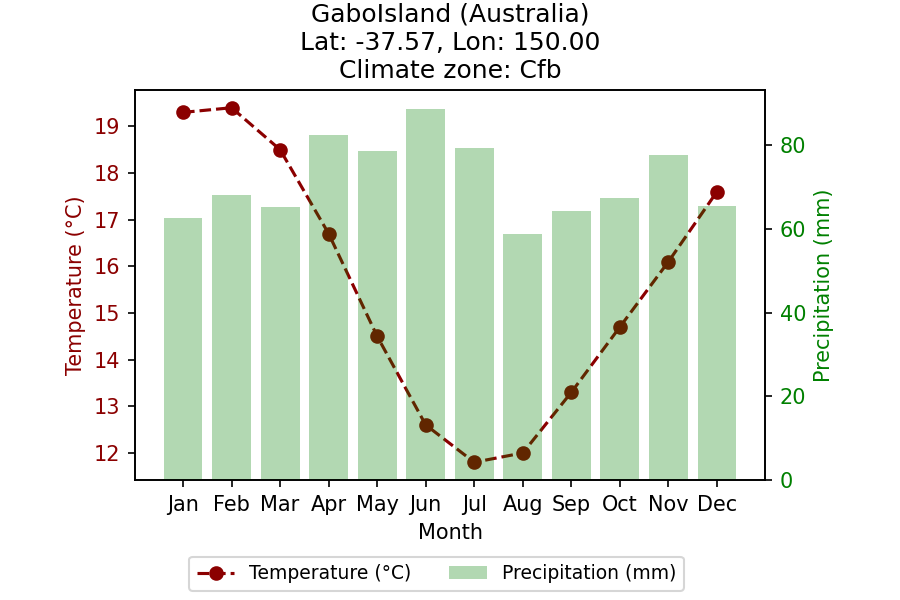 GaboIsland (Australia)
Lat: -37.57, Lon: 150.00
Climate zone: Cfb
Temperature (°C)
19
18
17
16
15
14
13
12
Precipitation (mm)
80
60
40
20
0
Jan Feb Mar Apr May Jun Jul Aug Sep Oct Nov Dec
Month
Temperature (°C) Precipitation (mm)